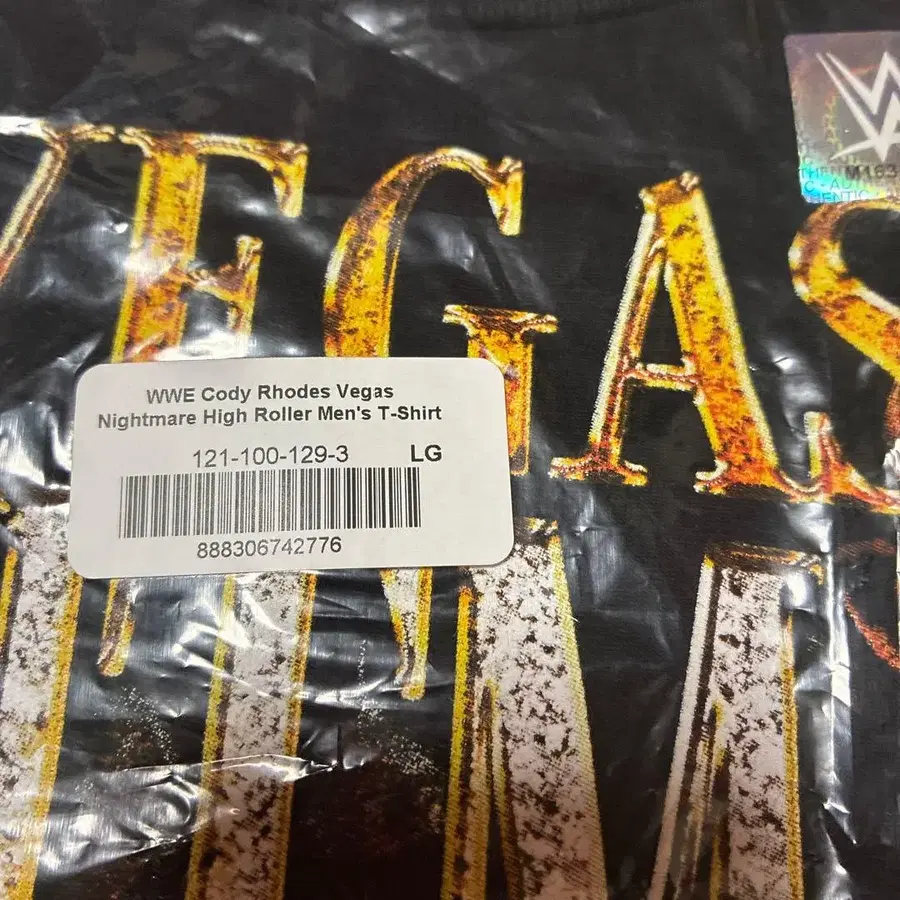 VEGAS
WWE Cody Rhodes Vegas
Nightmare High Roller Men's T-Shirt
121-100-129-3 LG
888306742776